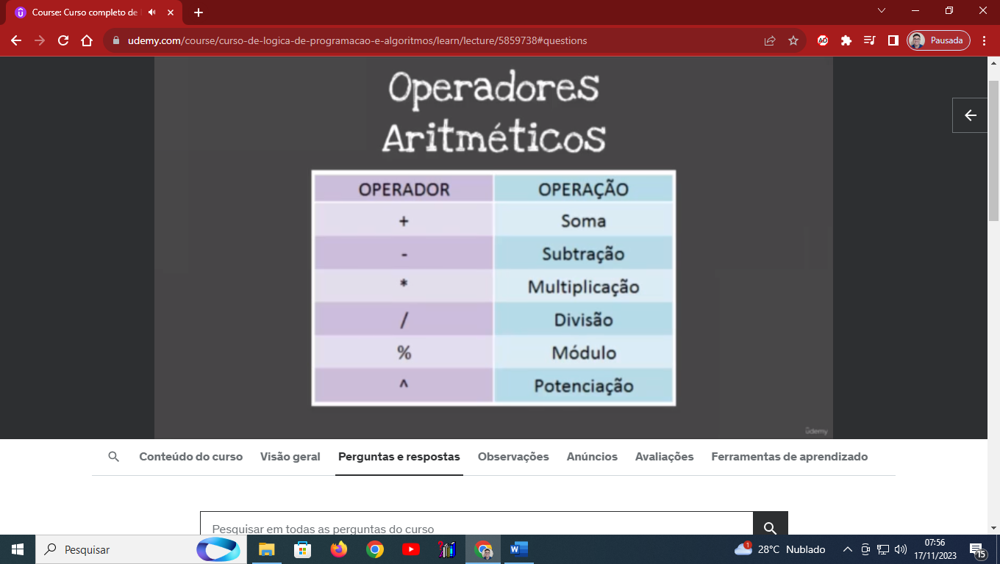 Course: Curso completo de
udemy.com/course/curso-de-logica-de-programacao-e-algoritmos/learn/lecture/5859738#questions
Pausada
Operadores
Aritméticos
OPERADOR OPERAÇÃO
+ Soma
- Subtração
* Multiplicação
/ Divisão
% Módulo
^ Potenciação
udemy
Conteúdo do curso Visão geral Perguntas e respostas Observações Anúncios Avaliações Ferramentas de aprendizado
Pesquisar em todas as perguntas do curso
Pesquisar
1 28°C Nublado
07:56
17/11/2023
15